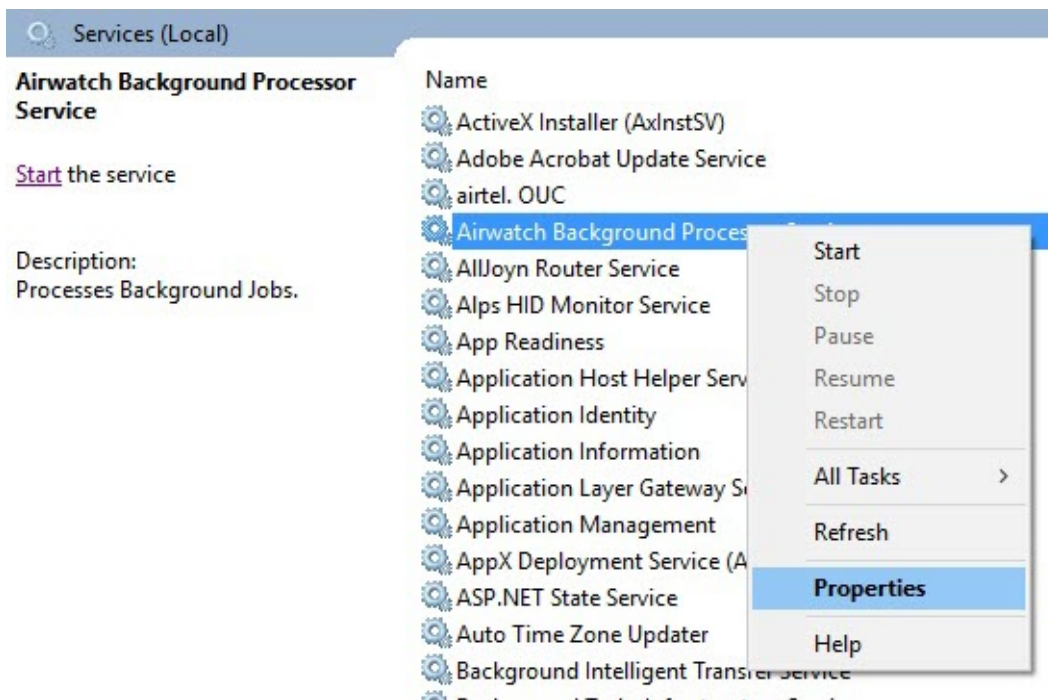 Services (Local)
Airwatch Background Processor
Service
Start the service
Description:
Processes Background Jobs.
Name
ActiveX Installer (AxInstSV)
Adobe Acrobat Update Service
airtel. OUC
Airwatch Background Proces
AllJoyn Router Service
Alps HID Monitor Service
App Readiness
Application Host Helper Serv
Application Identity
Application Information
Application Layer Gateway S
Application Management
AppX Deployment Service (A
ASP.NET State Service
Auto Time Zone Updater
Background Intelligent Transfer Service
Start
Stop
Pause
Resume
Restart
All Tasks >
Refresh
Properties
Help